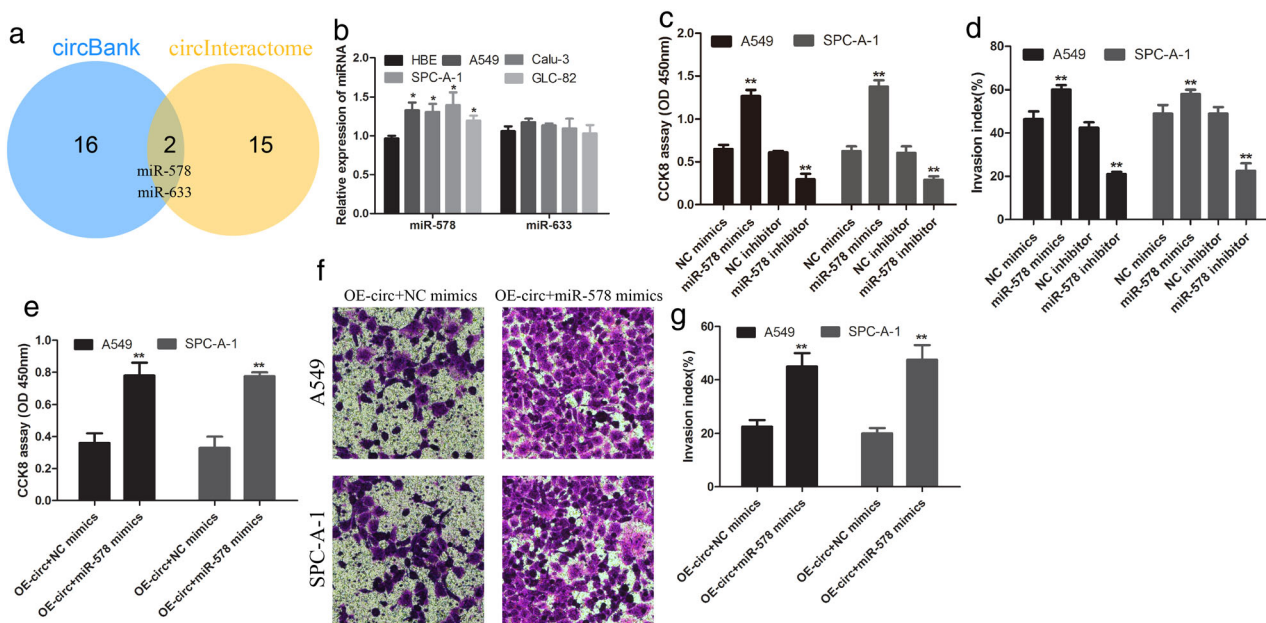 a
circBank
circInteractome
16
2
15
miR-578
miR-633
b
Relative expression of miRNA
2.0
1.5
1.0
0.5
0.0
HBE
A549
Calu-3
SPC-A-1
GLC-82
*
*
*
*
miR-578
miR-633
c
CCK8 assay (OD 450nm)
2.0
1.5
1.0
0.5
0.0
A549
SPC-A-1
**
**
**
**
NC mimics
miR-578 mimics
NC inhibitor
miR-578 inhibitor
NC mimics
miR-578 mimics
NC inhibitor
miR-578 inhibitor
d
Invasion index(%)
80
60
40
20
0
A549
SPC-A-1
**
**
**
**
NC mimics
miR-578 mimics
NC inhibitor
miR-578 inhibitor
NC mimics
miR-578 mimics
NC inhibitor
miR-578 inhibitor
e
CCK8 assay (OD 450nm)
1.0
0.8
0.6
0.4
0.2
0.0
A549
SPC-A-1
**
**
OE-circ+NC mimics
OE-circ+miR-578 mimics
OE-circ+NC mimics
OE-circ+miR-578 mimics
f
OE-circ+NC mimics
OE-circ+miR-578 mimics
A549
SPC-A-1
g
Invasion index(%)
60
40
20
0
A549
SPC-A-1
**
**
OE-circ+NC mimics
OE-circ+miR-578 mimics
OE-circ+NC mimics
OE-circ+miR-578 mimics